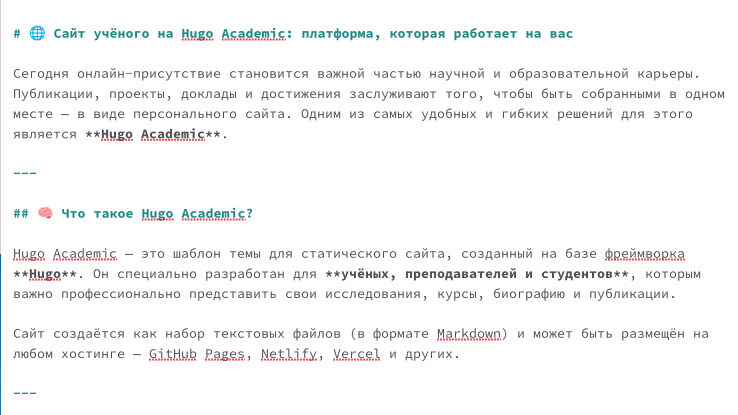 # 🌐 Сайт учёного на Hugo Academic: платформа, которая работает на вас
Сегодня онлайн-присутствие становится важной частью научной и образовательной карьеры.
Публикации, проекты, доклады и достижения заслуживают того, чтобы быть собранными в одном
месте — в виде персонального сайта. Одним из самых удобных и гибких решений для этого
является **Hugo Academic**.
---
## 🧠 Что такое Hugo Academic?
Hugo Academic — это шаблон темы для статического сайта, созданный на базе фреймворка
**Hugo**. Он специально разработан для **учёных, преподавателей и студентов**, которым
важно профессионально представить свои исследования, курсы, биографию и публикации.
Сайт создаётся как набор текстовых файлов (в формате Markdown) и может быть размещён на
любом хостинге — GitHub Pages, Netlify, Vercel и других.
---